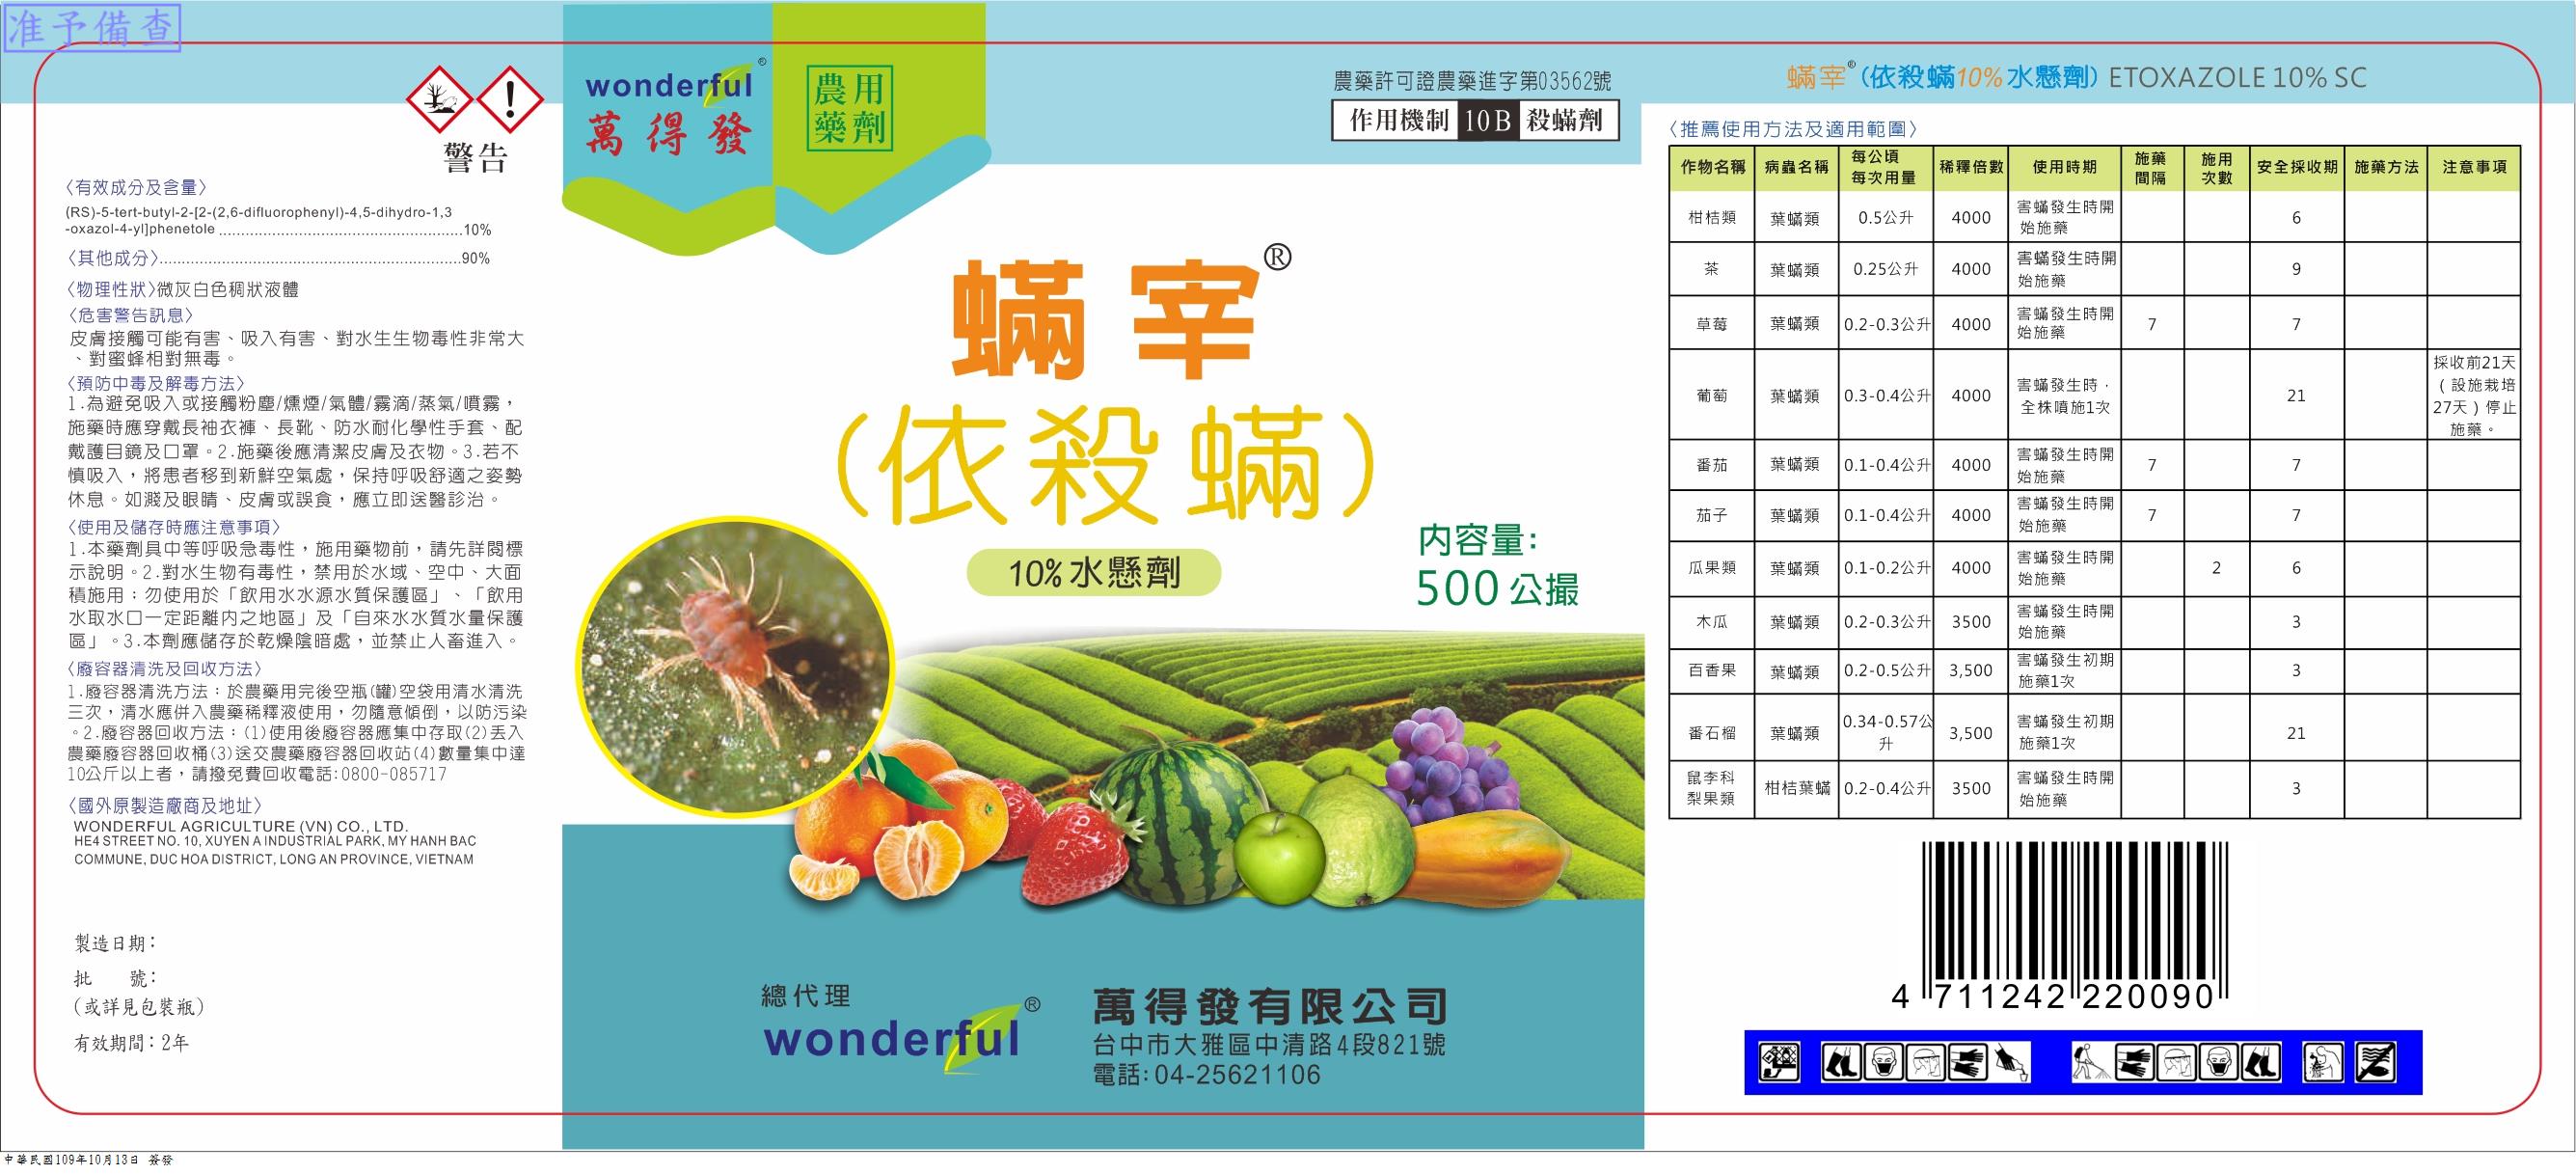 准予備查
警告
〈有效成分及含量〉
(RS)-5-tert-butyl-2-[2-(2,6-difluorophenyl)-4,5-dihydro-1,3
-oxazol-4-yl]phenetole ......................................................10%
〈其他成分〉...................................................................90%
〈物理性狀〉微灰白色稠狀液體
〈危害警告訊息〉
皮膚接觸可能有害、吸入有害、對水生生物毒性非常大
、對蜜蜂相對無毒。
〈預防中毒及解毒方法〉
1.為避免吸入或接觸粉塵/燻煙/氣體/霧滴/蒸氣/噴霧，
施藥時應穿戴長袖衣褲、長靴、防水耐化學性手套、配
戴護目鏡及口罩。2.施藥後應清潔皮膚及衣物。3.若不
慎吸入，將患者移到新鮮空氣處，保持呼吸舒適之姿勢
休息。如濺及眼睛、皮膚或誤食，應立即送醫診治。
〈使用及儲存時應注意事項〉
1.本藥劑具中等呼吸急毒性，施用藥物前，請先詳閱標
示說明。2.對水生物有毒性，禁用於水域、空中、大面
積施用；勿使用於「飲用水水源水質保護區」、「飲用
水取水口一定距離內之地區」及「自來水水質水量保護
區」。3.本劑應儲存於乾燥陰暗處，並禁止人畜進入。
〈廢容器清洗及回收方法〉
1.廢容器清洗方法：於農藥用完後空瓶(罐)空袋用清水清洗
三次，清水應併入農藥稀釋液使用，勿隨意傾倒，以防污染
。2.廢容器回收方法：(1)使用後廢容器應集中存取(2)丟入
農藥廢容器回收桶(3)送交農藥廢容器回收站(4)數量集中達
10公斤以上者，請撥免費回收電話:0800-085717
〈國外原製造廠商及地址〉
WONDERFUL AGRICULTURE (VN) CO., LTD.
HE4 STREET NO. 10, XUYEN A INDUSTRIAL PARK, MY HANH BAC
COMMUNE, DUC HOA DISTRICT, LONG AN PROVINCE, VIETNAM
製造日期：
批　　號：
(或詳見包裝瓶)
有效期間：2年
wonderful®
萬得發
農用
藥劑
農藥許可證農藥進字第03562號
作用機制 10B 殺蟎劑
蟎宰®
(依殺蟎)
10%水懸劑
內容量：
500公撮
總代理
wonderful®
萬得發有限公司
台中市大雅區中清路4段821號
電話：04-25621106
蟎宰®(依殺蟎10%水懸劑) ETOXAZOLE 10% SC
〈推薦使用方法及適用範圍〉
作物名稱 病蟲名稱 每公頃每次用量 稀釋倍數 使用時期 施藥間隔 施用次數 安全採收期 施藥方法 注意事項
柑桔類 葉蟎類 0.5公升 4000 害蟎發生時開始施藥 6
茶 葉蟎類 0.25公升 4000 害蟎發生時開始施藥 9
草莓 葉蟎類 0.2-0.3公升 4000 害蟎發生時開始施藥 7 7
葡萄 葉蟎類 0.3-0.4公升 4000 害蟎發生時，全株噴施1次 21 採收前21天（設施栽培27天）停止施藥。
番茄 葉蟎類 0.1-0.4公升 4000 害蟎發生時開始施藥 7 7
茄子 葉蟎類 0.1-0.4公升 4000 害蟎發生時開始施藥 7 7
瓜果類 葉蟎類 0.1-0.2公升 4000 害蟎發生時開始施藥 2 6
木瓜 葉蟎類 0.2-0.3公升 3500 害蟎發生時開始施藥 3
百香果 葉蟎類 0.2-0.5公升 3,500 害蟎發生初期施藥1次 3
番石榴 葉蟎類 0.34-0.57公升 3,500 害蟎發生初期施藥1次 21
鼠李科梨果類 柑桔葉蟎 0.2-0.4公升 3500 害蟎發生時開始施藥 3
4 711242 220090
中華民國109年10月13日 簽發